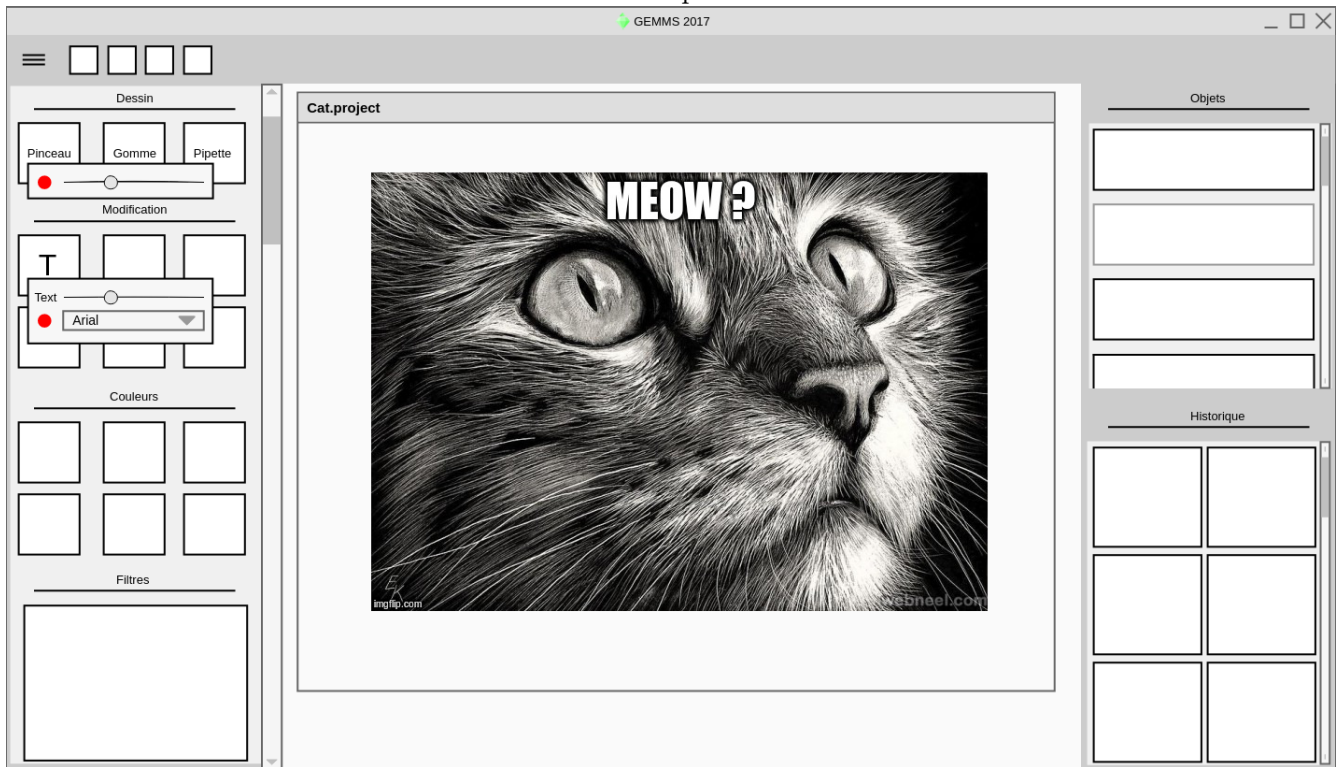 GEMMS 2017
Dessin
Pinceau Gomme Pipette
Modification
T
Text
Arial
Couleurs
Filtres
Cat.project
MEOW ?
EK
imgflip.com
webneel.com
Objets
Historique